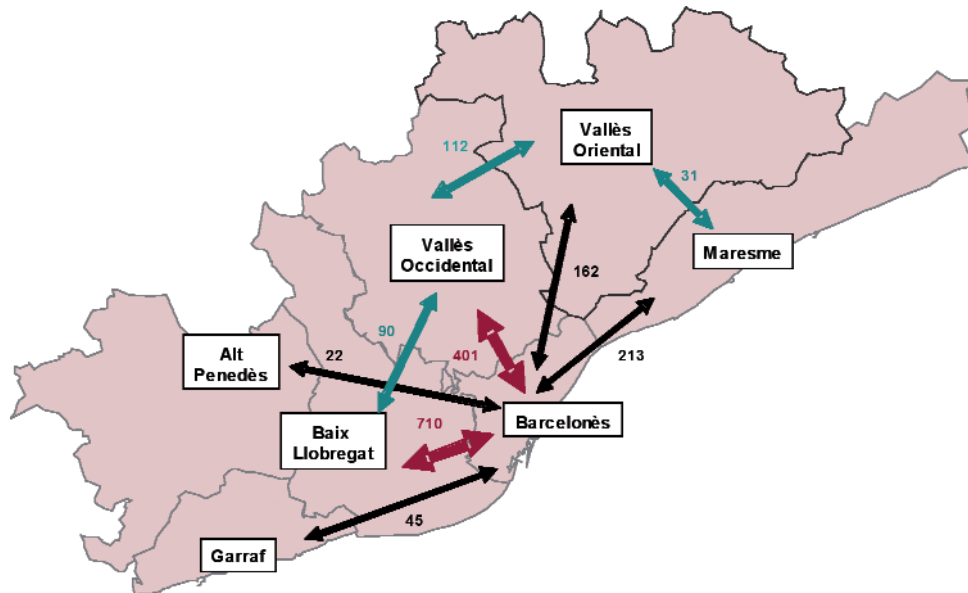 Vallès
Oriental
112
31
Vallès
Occidental
Maresme
162
90
22
401
213
Alt
Penedès
710
Barcelonès
Baix
Llobregat
45
Garraf